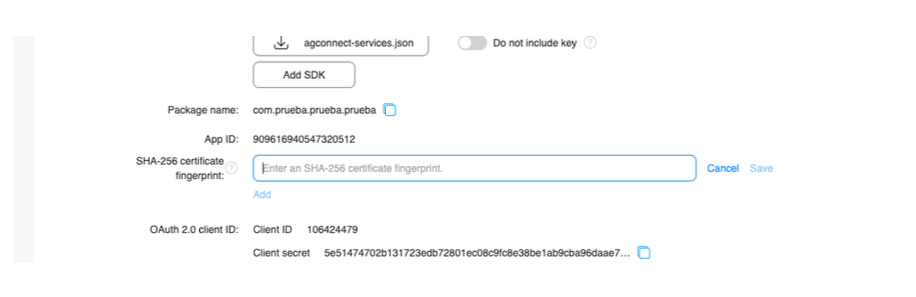 agconnect-services.json Do not include key ?
Add SDK
Package name: com.prueba.prueba.prueba
App ID: 909616940547320512
SHA-256 certificate fingerprint: ? Enter an SHA-256 certificate fingerprint. Cancel Save
Add
OAuth 2.0 client ID: Client ID 106424479
Client secret 5e51474702b131723edb72801ec08c9fc8e38be1ab9cba96daae7...